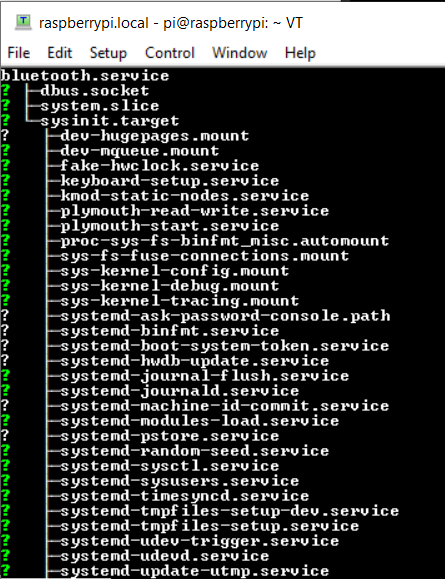 raspberrypi.local - pi@raspberrypi: ~ VT
File Edit Setup Control Window Help
bluetooth.service
? ├─dbus.socket
? ├─system.slice
? └─sysinit.target
?   ├─dev-hugepages.mount
?   ├─dev-mqueue.mount
?   ├─fake-hwclock.service
?   ├─keyboard-setup.service
?   ├─kmod-static-nodes.service
?   ├─plymouth-read-write.service
?   ├─plymouth-start.service
?   ├─proc-sys-fs-binfmt_misc.automount
?   ├─sys-fs-fuse-connections.mount
?   ├─sys-kernel-config.mount
?   ├─sys-kernel-debug.mount
?   ├─sys-kernel-tracing.mount
?   ├─systemd-ask-password-console.path
?   ├─systemd-binfmt.service
?   ├─systemd-boot-system-token.service
?   ├─systemd-hwdb-update.service
?   ├─systemd-journal-flush.service
?   ├─systemd-journald.service
?   ├─systemd-machine-id-commit.service
?   ├─systemd-modules-load.service
?   ├─systemd-pstore.service
?   ├─systemd-random-seed.service
?   ├─systemd-sysctl.service
?   ├─systemd-sysusers.service
?   ├─systemd-timesyncd.service
?   ├─systemd-tmpfiles-setup-dev.service
?   ├─systemd-tmpfiles-setup.service
?   ├─systemd-udev-trigger.service
?   ├─systemd-udevd.service
?   ├─systemd-update-utmp.service